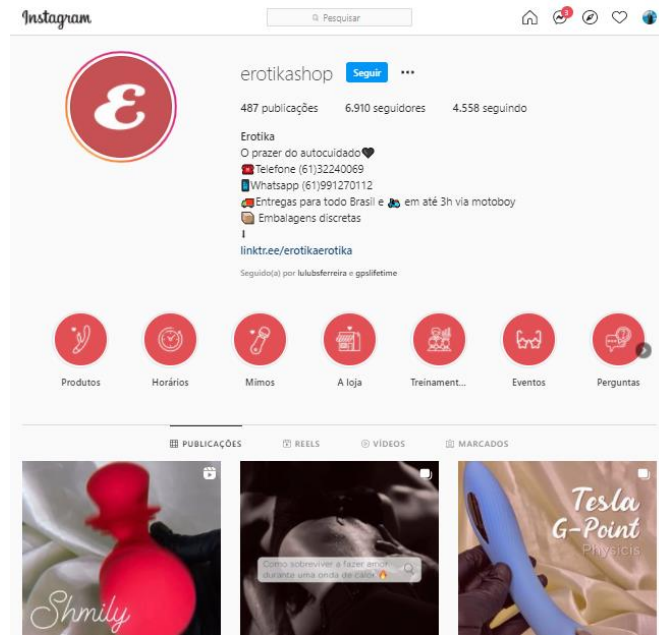 Instagram
Pesquisar
3
erotikashop Seguir
487 publicações 6.910 seguidores 4.558 seguindo
Erotika
O prazer do autocuidado
Telefone (61)32240069
Whatsapp (61)991270112
Entregas para todo Brasil e em até 3h via motoboy
Embalagens discretas
linktr.ee/erotikaerotika
Seguido(a) por lulubsferreira e gpslifetime
Produtos Horários Mimos A loja Treinament... Eventos Perguntas
PUBLICAÇÕES REELS VÍDEOS MARCADOS
Shmily
Como sobreviver a fazer amor
durante uma onda de calor
Tesla
G-Point
Physicis